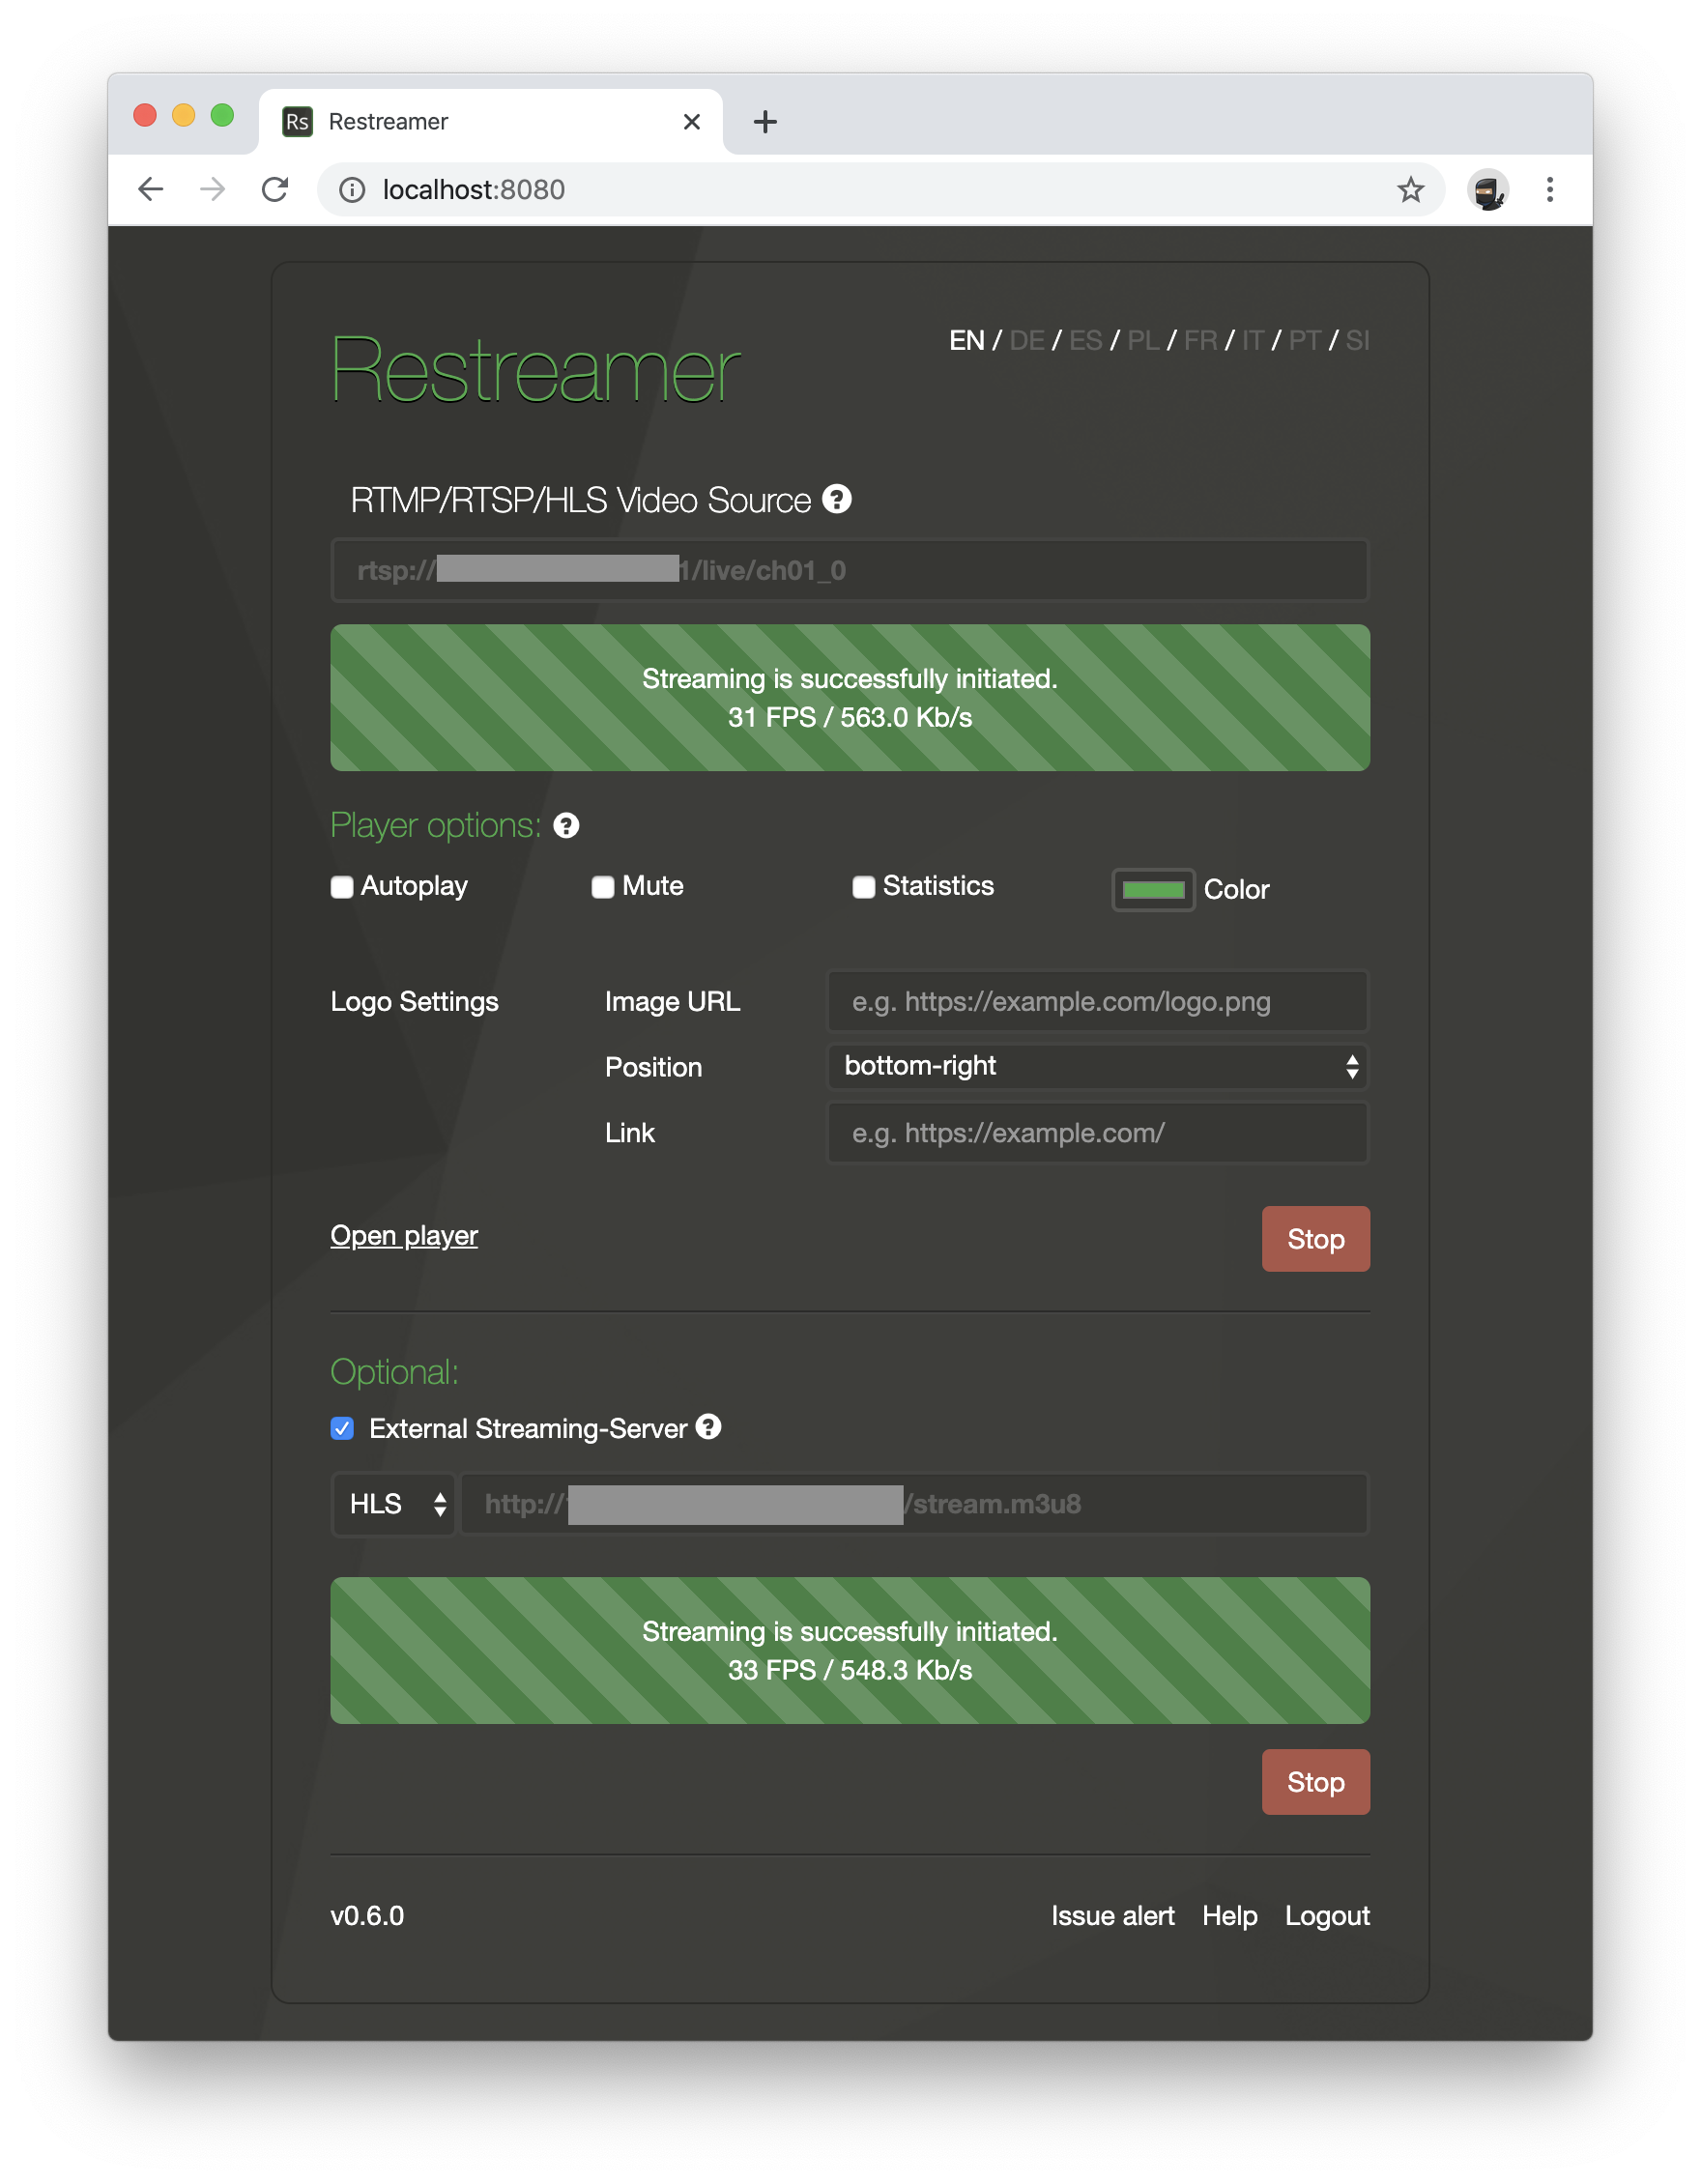 Rs Restreamer
localhost:8080
Restreamer
EN / DE / ES / PL / FR / IT / PT / SI
RTMP/RTSP/HLS Video Source ?
rtsp:// 1/live/ch01_0
Streaming is successfully initiated.
31 FPS / 563.0 Kb/s
Player options: ?
Autoplay Mute Statistics Color
Logo Settings Image URL e.g. https://example.com/logo.png
Position bottom-right
Link e.g. https://example.com/
Open player Stop
Optional:
External Streaming-Server ?
HLS http:// /stream.m3u8
Streaming is successfully initiated.
33 FPS / 548.3 Kb/s
Stop
v0.6.0 Issue alert Help Logout